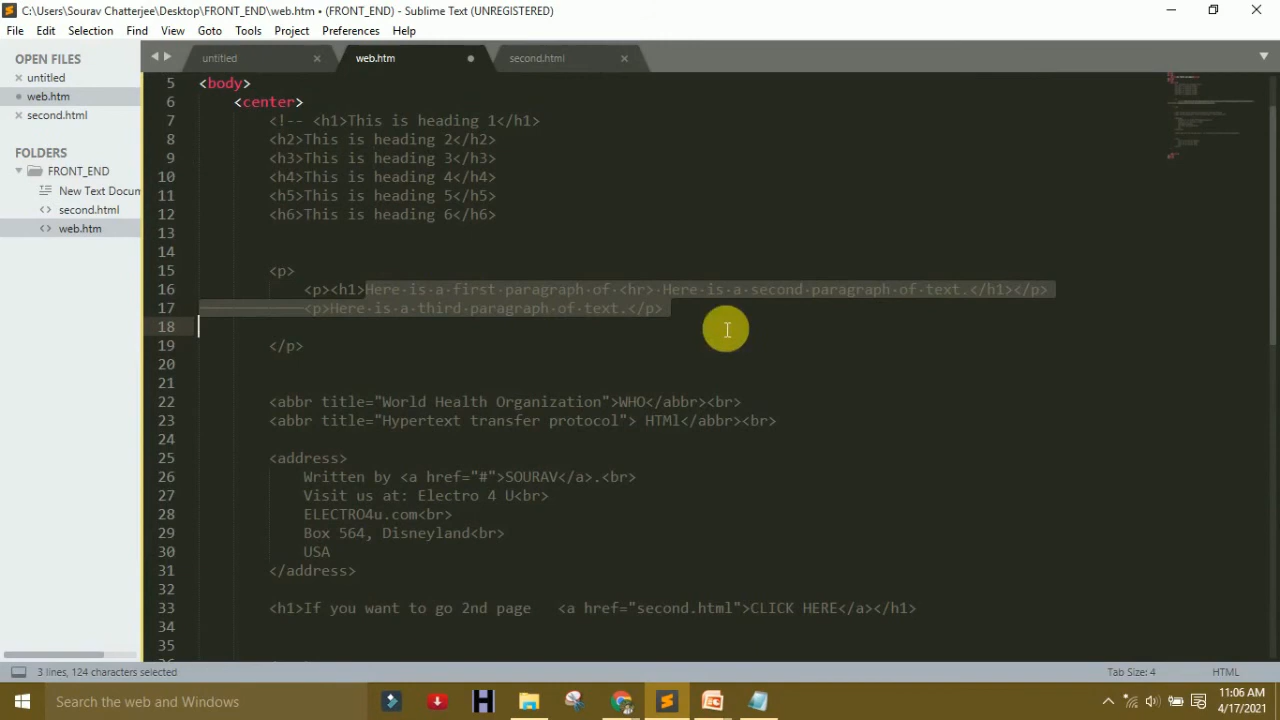 C:\Users\Sourav Chatterjee\Desktop\FRONT_END\web.htm • (FRONT_END) - Sublime Text (UNREGISTERED)
File Edit Selection Find View Goto Tools Project Preferences Help
OPEN FILES
untitled
web.htm
second.html
FOLDERS
FRONT_END
New Text Docum
second.html
web.htm
untitled web.htm second.html
5 <body>
6 <center>
7 <!-- <h1>This is heading 1</h1>
8 <h2>This is heading 2</h2>
9 <h3>This is heading 3</h3>
10 <h4>This is heading 4</h4>
11 <h5>This is heading 5</h5>
12 <h6>This is heading 6</h6>
13
14
15 <p>
16 <p><h1>Here is a first paragraph of <hr> Here is a second paragraph of text.</h1></p>
17 <p>Here is a third paragraph of text.</p>
18
19 </p>
20
21
22 <abbr title="World Health Organization">WHO</abbr><br>
23 <abbr title="Hypertext transfer protocol"> HTMl</abbr><br>
24
25 <address>
26 Written by <a href="#">SOURAV</a>.<br>
27 Visit us at: Electro 4 U<br>
28 ELECTRO4u.com<br>
29 Box 564, Disneyland<br>
30 USA
31 </address>
32
33 <h1>If you want to go 2nd page <a href="second.html">CLICK HERE</a></h1>
34
35
3 lines, 124 characters selected Tab Size: 4 HTML
Search the web and Windows
11:06 AM
4/17/2021